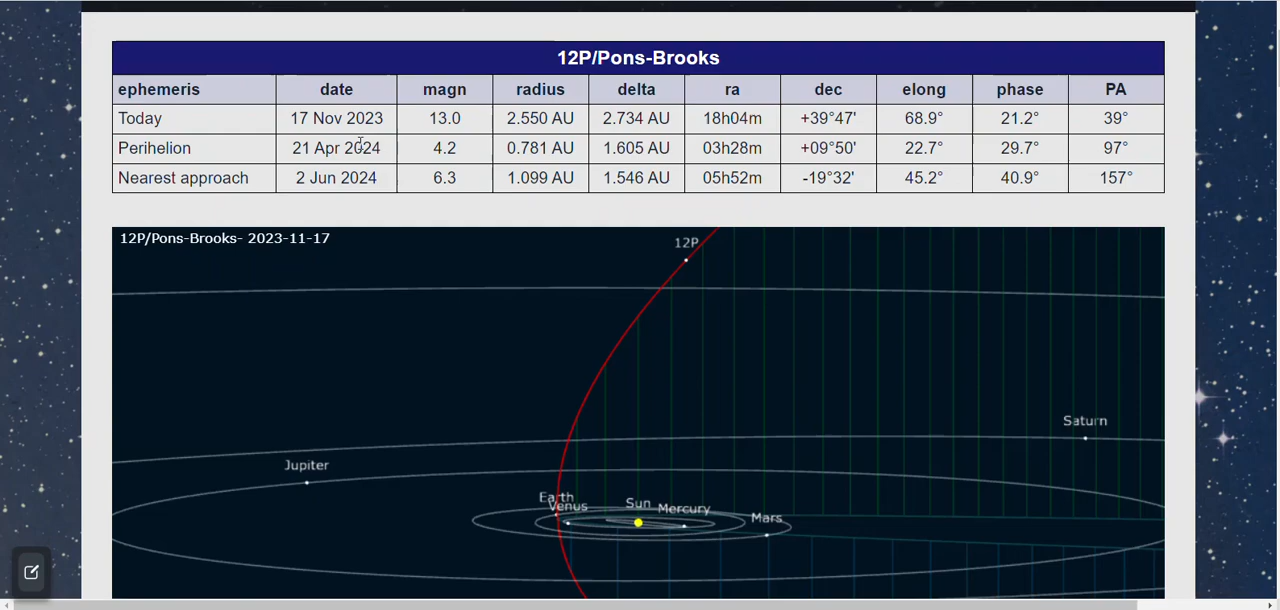 12P/Pons-Brooks
ephemeris date magn radius delta ra dec elong phase PA
Today 17 Nov 2023 13.0 2.550 AU 2.734 AU 18h04m +39°47' 68.9° 21.2° 39°
Perihelion 21 Apr 2024 4.2 0.781 AU 1.605 AU 03h28m +09°50' 22.7° 29.7° 97°
Nearest approach 2 Jun 2024 6.3 1.099 AU 1.546 AU 05h52m -19°32' 45.2° 40.9° 157°
12P/Pons-Brooks- 2023-11-17
12P
Saturn
Jupiter
Earth
Venus
Sun
Mercury
Mars